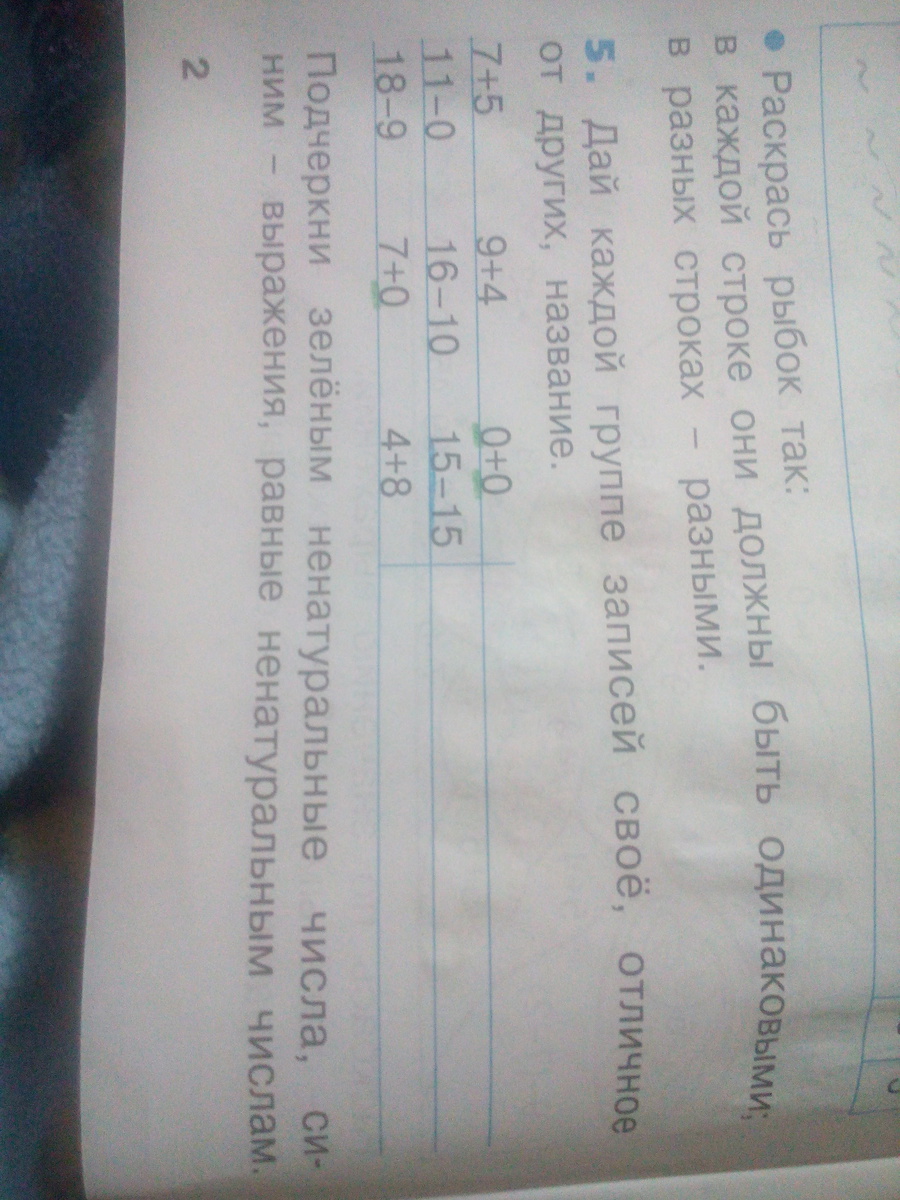 • Раскрась рыбок так:
в каждой строке они должны быть одинаковыми;
в разных строках – разными.
5. Дай каждой группе записей своё, отличное
от других, название.
7+5 9+4 0+0
11–0 16–10 15–15
18–9 7+0 4+8
Подчеркни зелёным ненатуральные числа, си-
ним – выражения, равные ненатуральным числам.
2